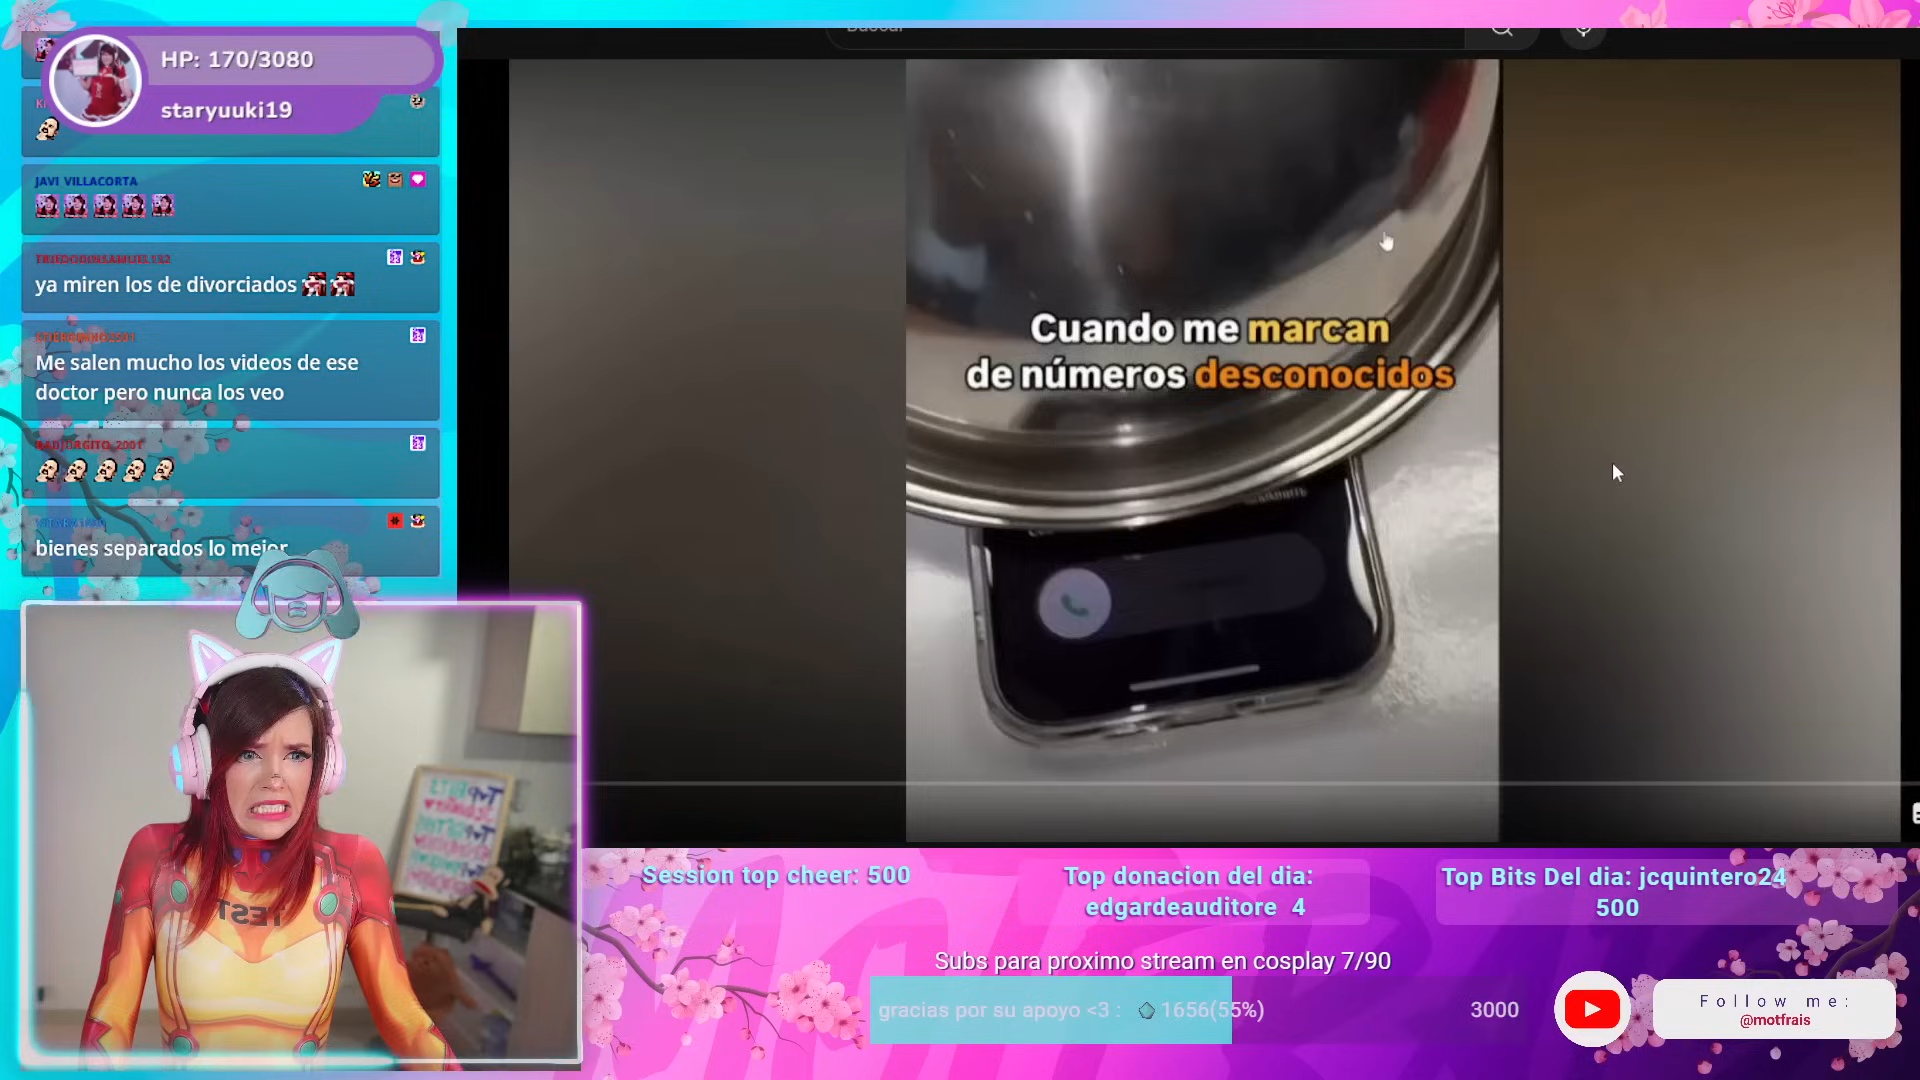 Buscar
HP: 170/3080
staryuuki19
JAVI VILLACORTA
ya miren los de divorciados
Me salen mucho los videos de ese
doctor pero nunca los veo
bienes separados lo mejor
Cuando me marcan
de números desconocidos
TEST
Session top cheer: 500
Top donacion del dia:
edgardeauditore 4
Top Bits Del dia: jcquintero24
500
Subs para proximo stream en cosplay 7/90
gracias por su apoyo <3 : 1656(55%)
3000
Follow me:
@motfrais